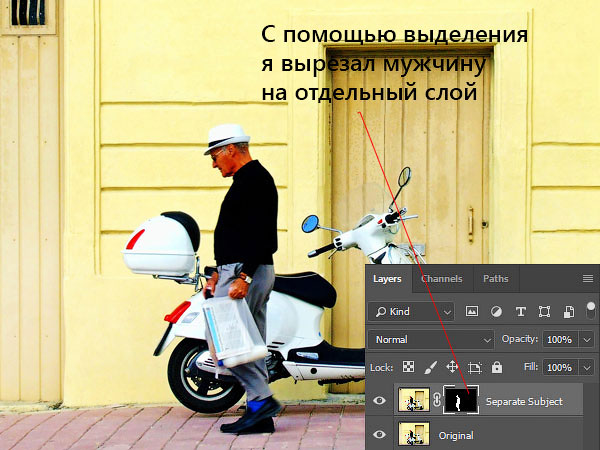 С помощью выделения
я вырезал мужчину
на отдельный слой
Layers Channels Paths
Kind
Normal Opacity: 100%
Lock: Fill: 100%
Separate Subject
Original